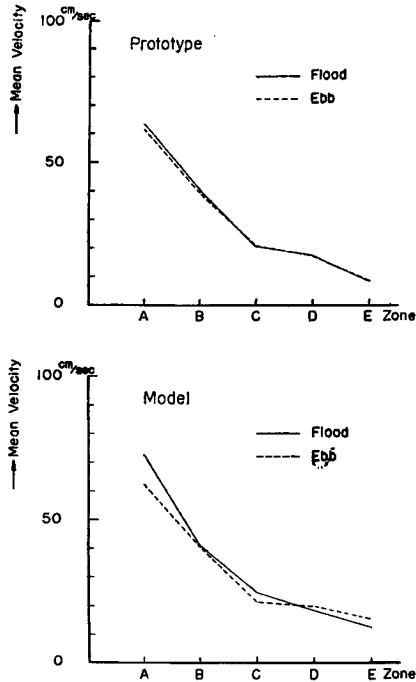 100 cm/sec
Prototype
Mean Velocity
Flood
Ebb
50
0
A B C D E Zone
100 cm/sec
Model
Mean Velocity
Flood
Ebb
50
0
A B C D E Zone